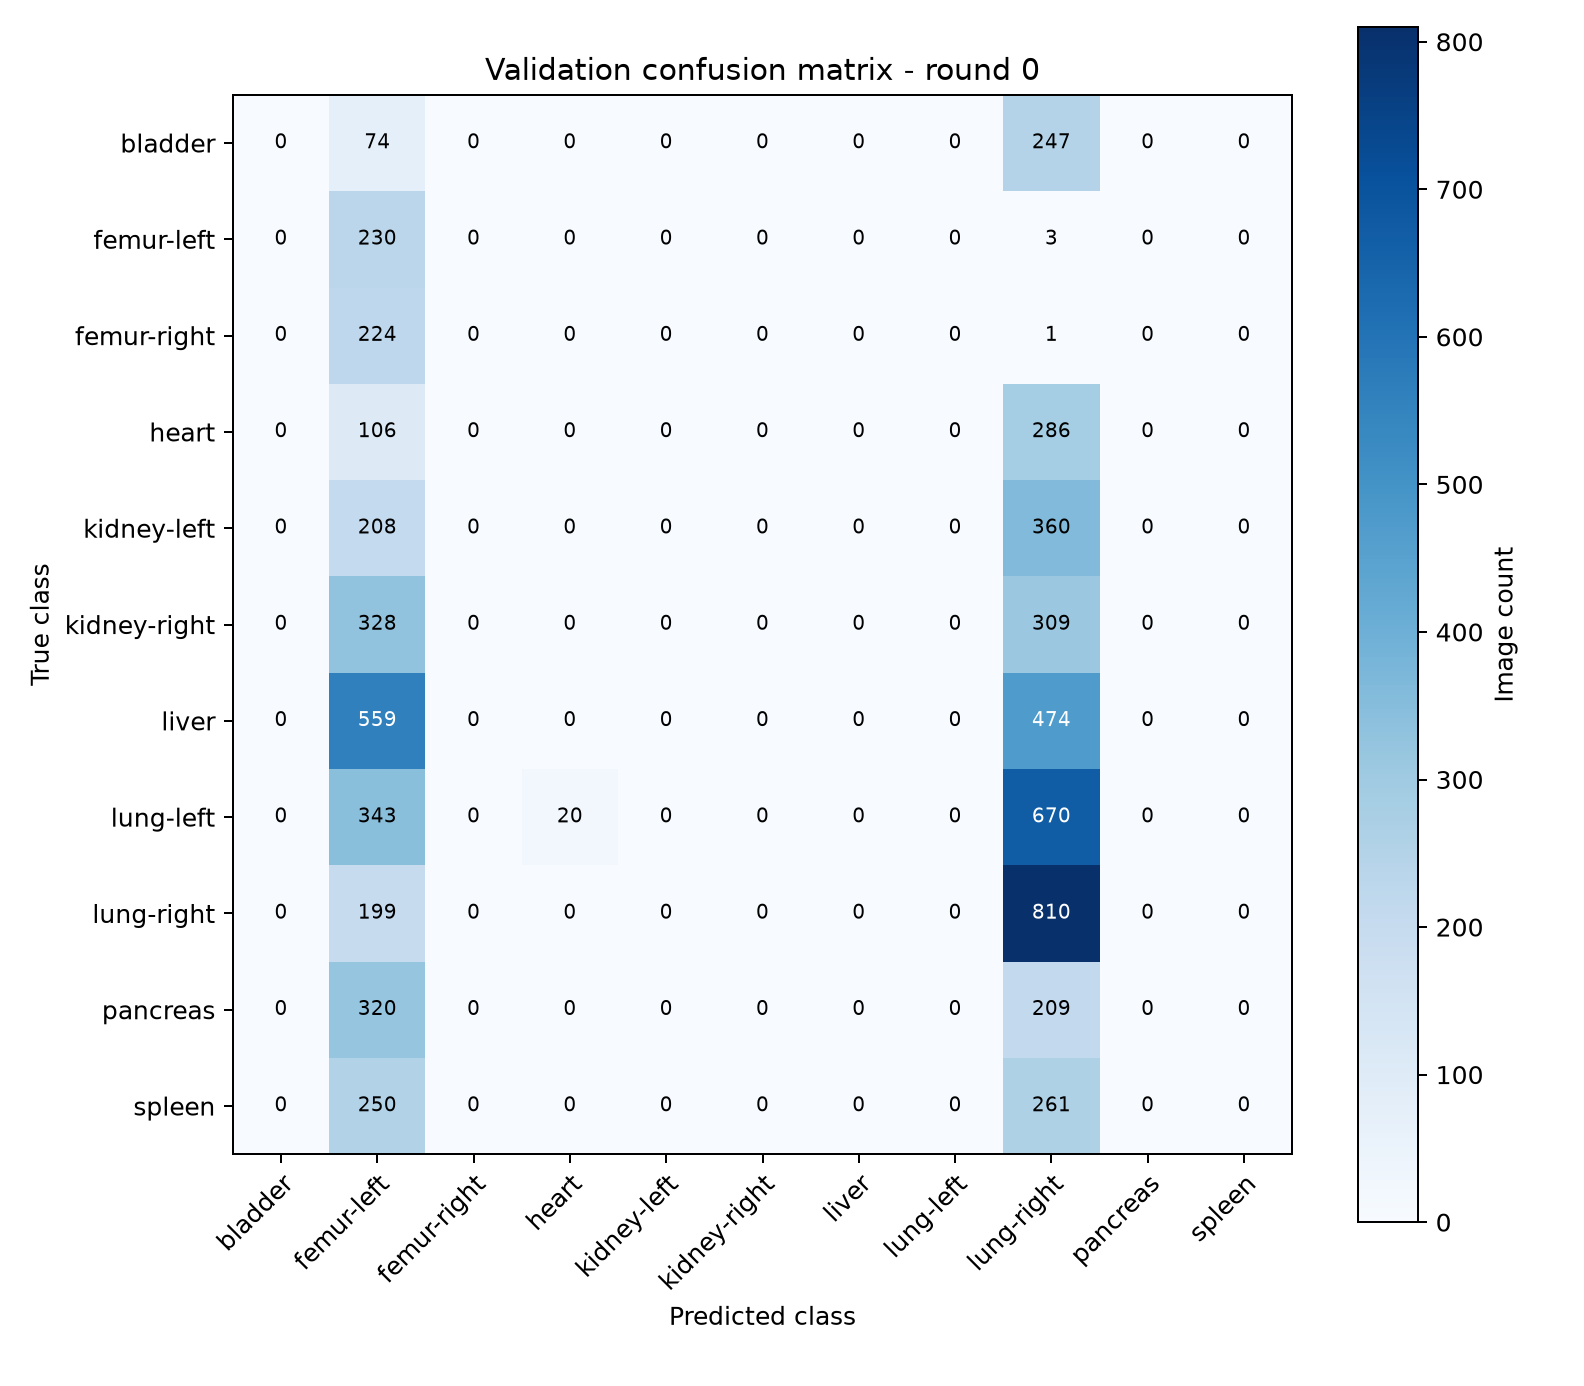 Validation confusion matrix - round 0
True class
bladder 0 74 0 0 0 0 0 0 247 0 0
femur-left 0 230 0 0 0 0 0 0 3 0 0
femur-right 0 224 0 0 0 0 0 0 1 0 0
heart 0 106 0 0 0 0 0 0 286 0 0
kidney-left 0 208 0 0 0 0 0 0 360 0 0
kidney-right 0 328 0 0 0 0 0 0 309 0 0
liver 0 559 0 0 0 0 0 0 474 0 0
lung-left 0 343 0 20 0 0 0 0 670 0 0
lung-right 0 199 0 0 0 0 0 0 810 0 0
pancreas 0 320 0 0 0 0 0 0 209 0 0
spleen 0 250 0 0 0 0 0 0 261 0 0
bladder femur-left femur-right heart kidney-left kidney-right liver lung-left lung-right pancreas spleen
Predicted class
800
700
600
500
400
300
200
100
0
Image count